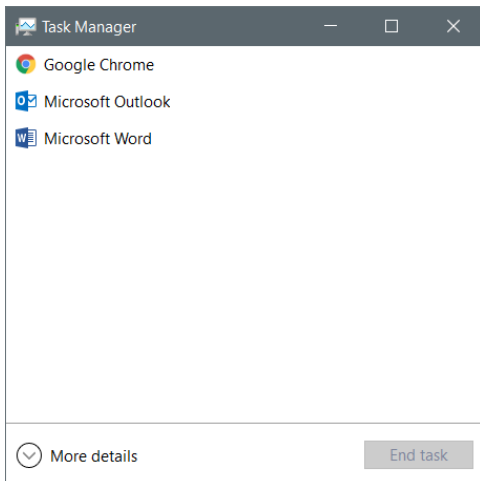 Task Manager
Google Chrome
Microsoft Outlook
Microsoft Word
More details
End task